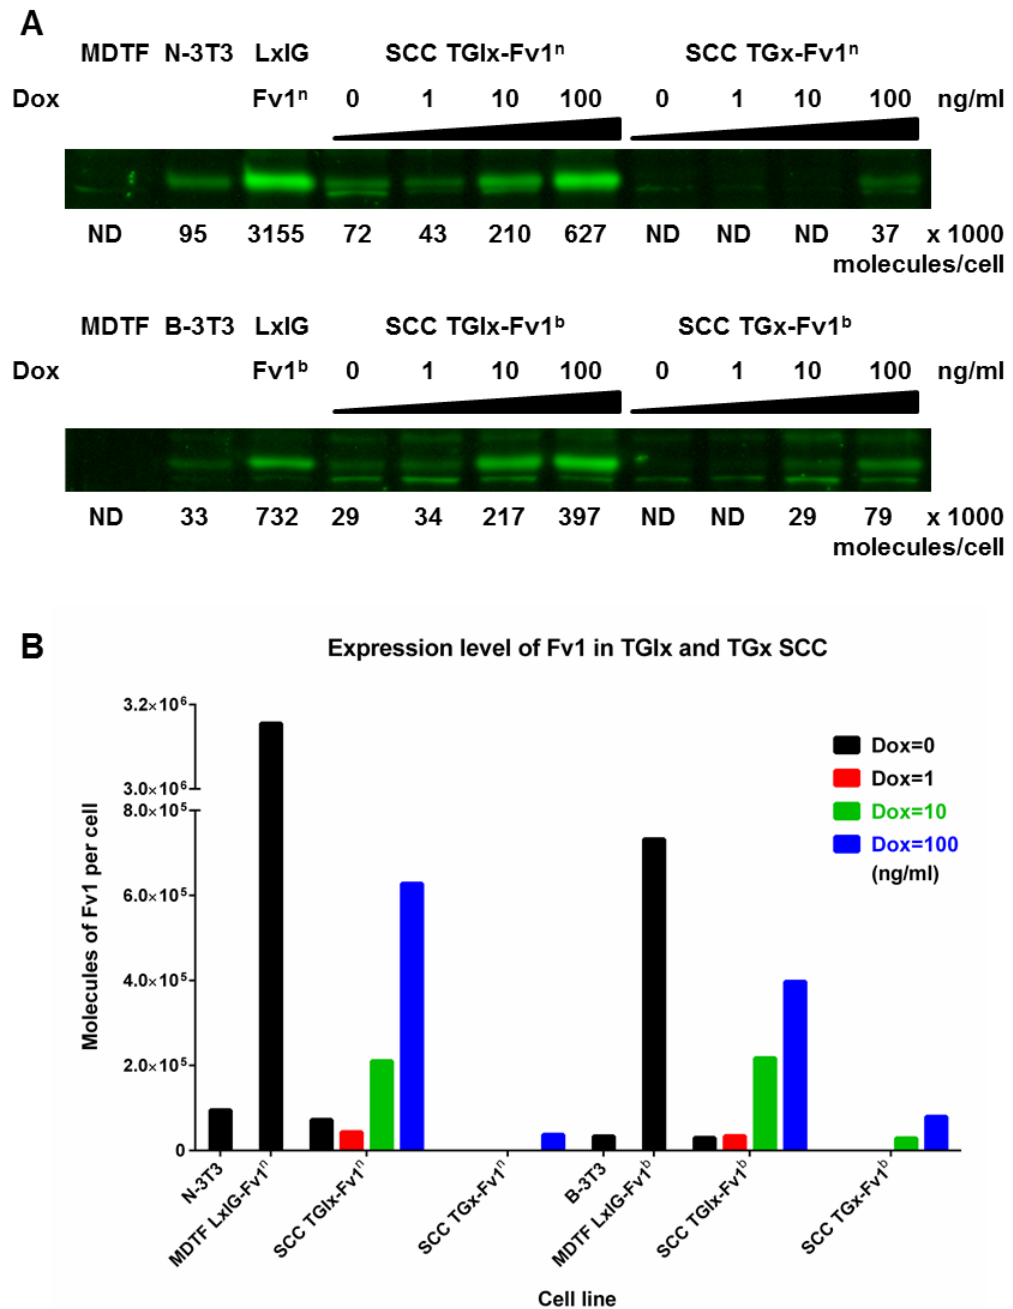 A
MDTF N-3T3 LxIG SCC TGIx-Fv1ⁿ SCC TGx-Fv1ⁿ
Dox Fv1ⁿ 0 1 10 100 0 1 10 100 ng/ml
ND 95 3155 72 43 210 627 ND ND ND 37 x 1000
molecules/cell
MDTF B-3T3 LxIG SCC TGIx-Fv1ᵇ SCC TGx-Fv1ᵇ
Dox Fv1ᵇ 0 1 10 100 0 1 10 100 ng/ml
ND 33 732 29 34 217 397 ND ND 29 79 x 1000
molecules/cell
B
Expression level of Fv1 in TGIx and TGx SCC
3.2×10⁶
3.0×10⁶
8.0×10⁵
6.0×10⁵
4.0×10⁵
2.0×10⁵
0
Molecules of Fv1 per cell
Dox=0
Dox=1
Dox=10
Dox=100
(ng/ml)
N-3T3
MDTF LxIG-Fv1ⁿ
SCC TGIx-Fv1ⁿ
SCC TGx-Fv1ⁿ
B-3T3
MDTF LxIG-Fv1ᵇ
SCC TGIx-Fv1ᵇ
SCC TGx-Fv1ᵇ
Cell line